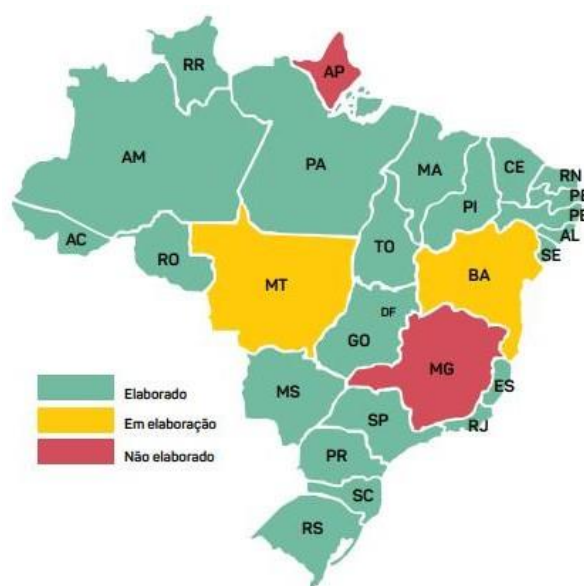 RR
AP
AM
PA
MA
CE
RN
PB
PE
PI
AL
SE
AC
RO
TO
BA
MT
DF
GO
MG
ES
MS
SP
RJ
PR
SC
RS
Elaborado
Em elaboração
Não elaborado